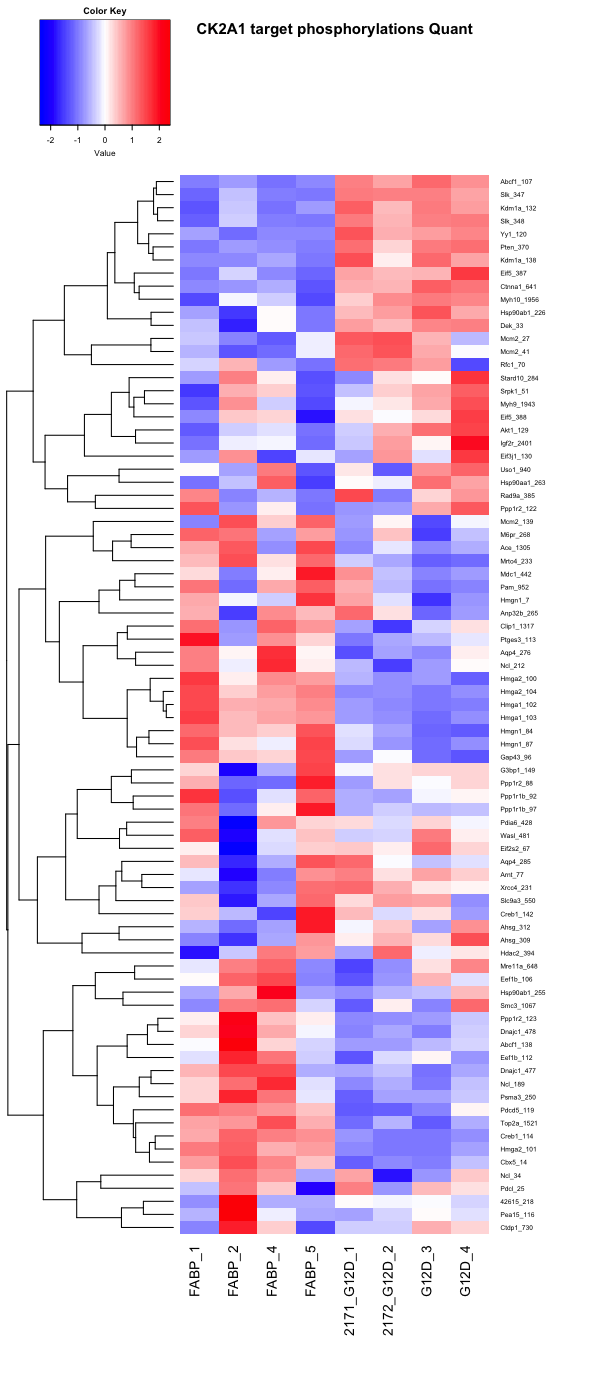 Color Key
-2 -1 0 1 2
Value
CK2A1 target phosphorylations Quant
Abcf1_107
Slk_347
Kdm1a_132
Slk_348
Yy1_120
Pten_370
Kdm1a_138
Eif5_387
Ctnna1_641
Myh10_1956
Hsp90ab1_226
Dek_33
Mcm2_27
Mcm2_41
Rfc1_70
Stard10_284
Srpk1_51
Myh9_1943
Eif5_388
Akt1_129
Igf2r_2401
Eif3j1_130
Uso1_940
Hsp90aa1_263
Rad9a_385
Ppp1r2_122
Mcm2_139
M6pr_268
Ace_1305
Mrto4_233
Mdc1_442
Pam_952
Hmgn1_7
Anp32b_265
Clip1_1317
Ptges3_113
Aqp4_276
Ncl_212
Hmga2_100
Hmga2_104
Hmga1_102
Hmga1_103
Hmgn1_84
Hmgn1_87
Gap43_96
G3bp1_149
Ppp1r2_88
Ppp1r1b_92
Ppp1r1b_97
Pdia6_428
Wasl_481
Eif2s2_67
Aqp4_285
Arnt_77
Xrcc4_231
Slc9a3_550
Creb1_142
Ahsg_312
Ahsg_309
Hdac2_394
Mre11a_648
Eef1b_106
Hsp90ab1_255
Smc3_1067
Ppp1r2_123
Dnajc1_478
Abcf1_138
Eef1b_112
Dnajc1_477
Ncl_189
Psma3_250
Pdcd5_119
Top2a_1521
Creb1_114
Hmga2_101
Cbx5_14
Ncl_34
Pdcl_25
42615_218
Pea15_116
Ctdp1_730
FABP_1
FABP_2
FABP_4
FABP_5
2171_G12D_1
2172_G12D_2
G12D_3
G12D_4